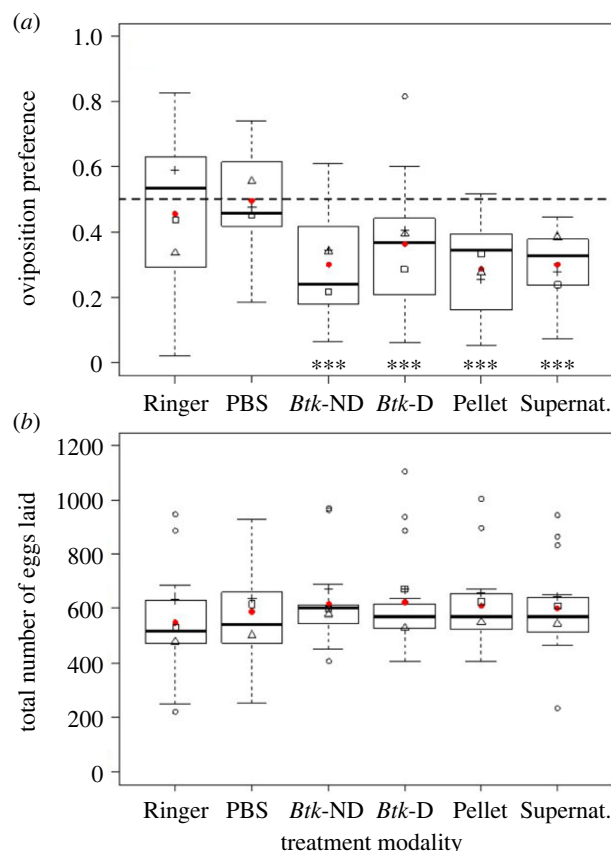 (a)
1.0
0.8
0.6
0.4
0.2
0
oviposition preference
*** *** *** ***
Ringer PBS Btk-ND Btk-D Pellet Supernat.
(b)
1200
1000
800
600
400
200
0
total number of eggs laid
Ringer PBS Btk-ND Btk-D Pellet Supernat.
treatment modality